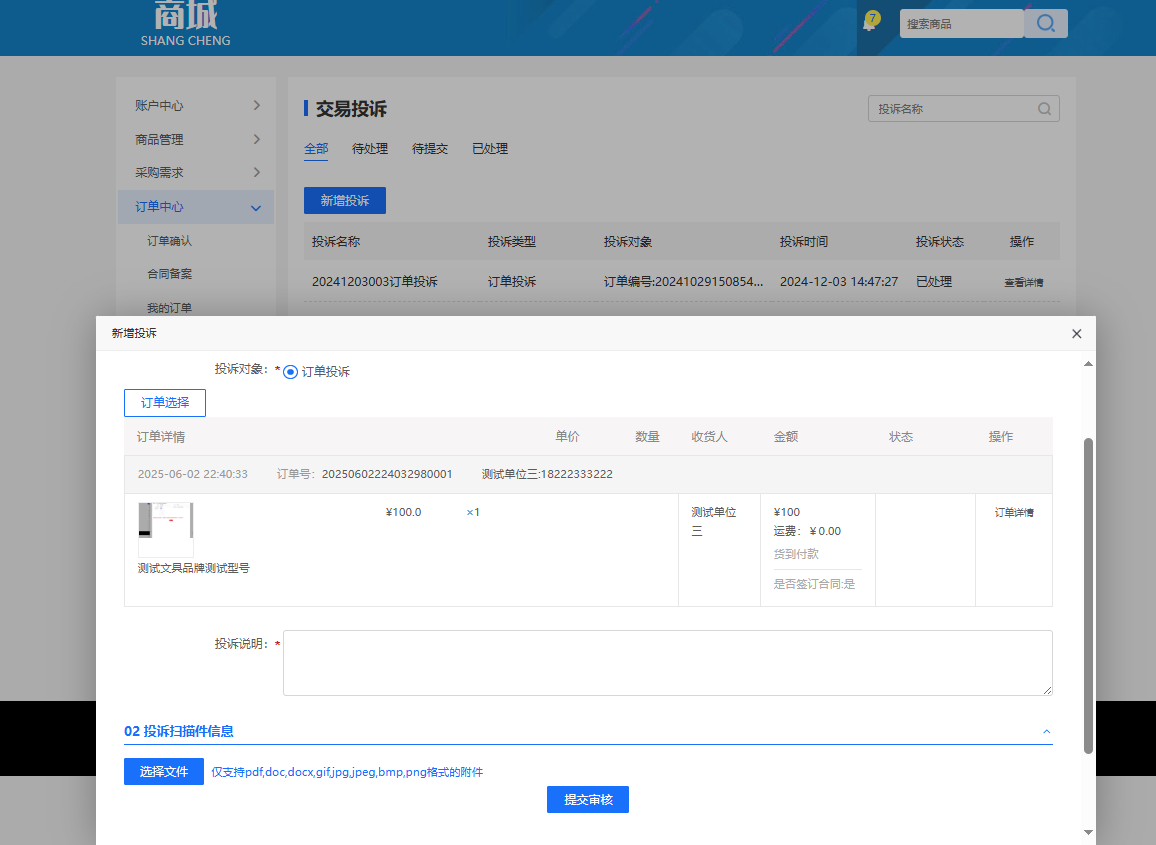 商城
SHANG CHENG
7
搜索商品
账户中心
商品管理
采购需求
订单中心
订单确认
合同备案
我的订单
交易投诉
投诉名称
全部 待处理 待提交 已处理
新增投诉
投诉名称 投诉类型 投诉对象 投诉时间 投诉状态 操作
20241203003订单投诉 订单投诉 订单编号:20241029150854... 2024-12-03 14:47:27 已处理 查看详情
新增投诉
投诉对象：* 订单投诉
订单选择
订单详情 单价 数量 收货人 金额 状态 操作
2025-06-02 22:40:33 订单号： 20250602224032980001 测试单位三:18222333222
¥100.0 ×1 测试单位三 ¥100 订单详情
运费：￥0.00
货到付款
是否签订合同:是
测试文具品牌测试型号
投诉说明：*
02 投诉扫描件信息
选择文件 仅支持pdf,doc,docx,gif,jpg,jpeg,bmp,png格式的附件
提交审核